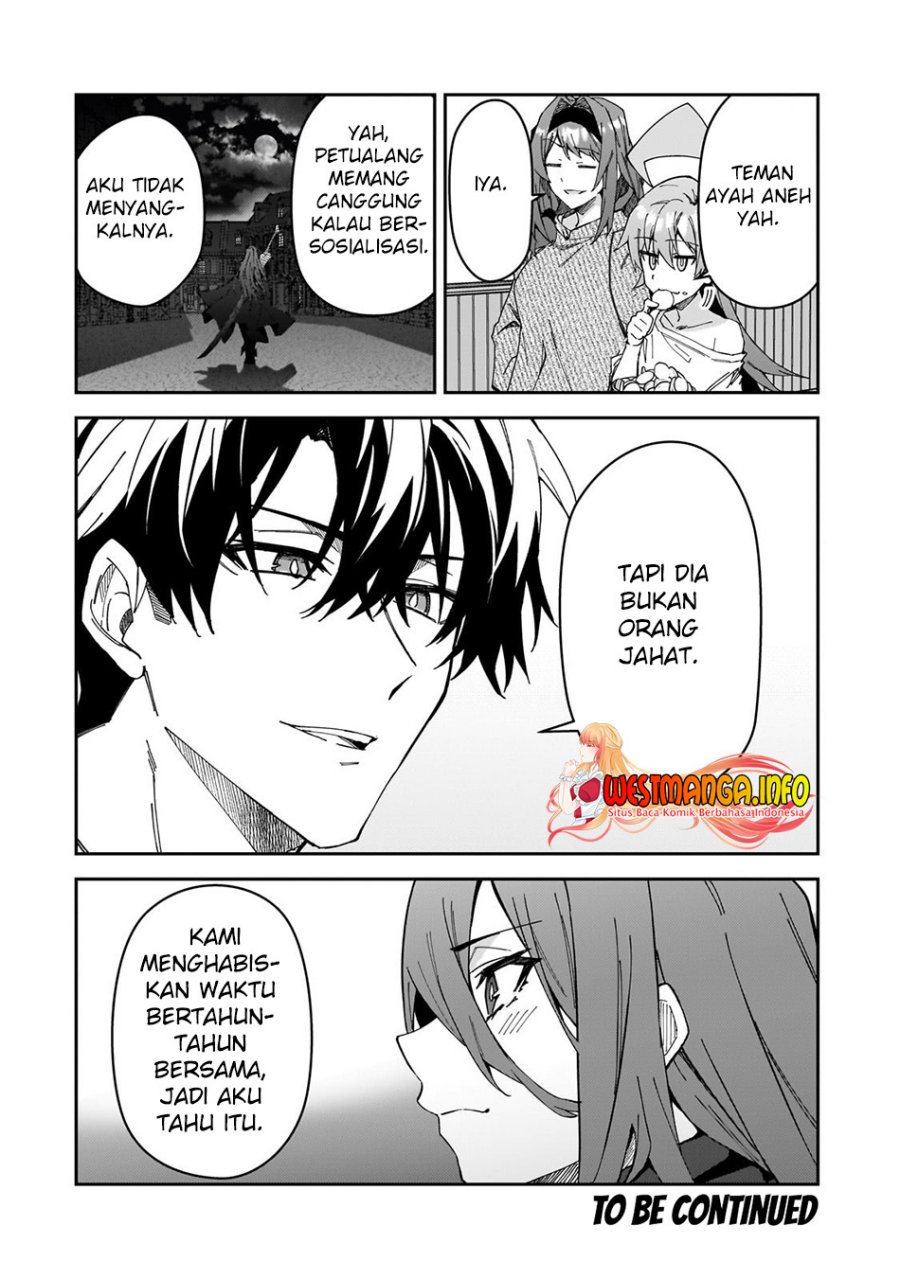 TEMAN
AYAH ANEH
YAH.
IYA.
YAH,
PETUALANG
MEMANG
CANGGUNG
KALAU BER-
SOSIALISASI.
AKU TIDAK
MENYANG-
KALNYA.
TAPI DIA
BUKAN
ORANG
JAHAT.
WESTMANGA.INFO
Situs Baca Komik Berbahasa Indonesia
KAMI
MENGHABIS-
KAN WAKTU
BERTAHUN-
TAHUN
BERSAMA,
JADI AKU
TAHU ITU.
TO BE CONTINUED